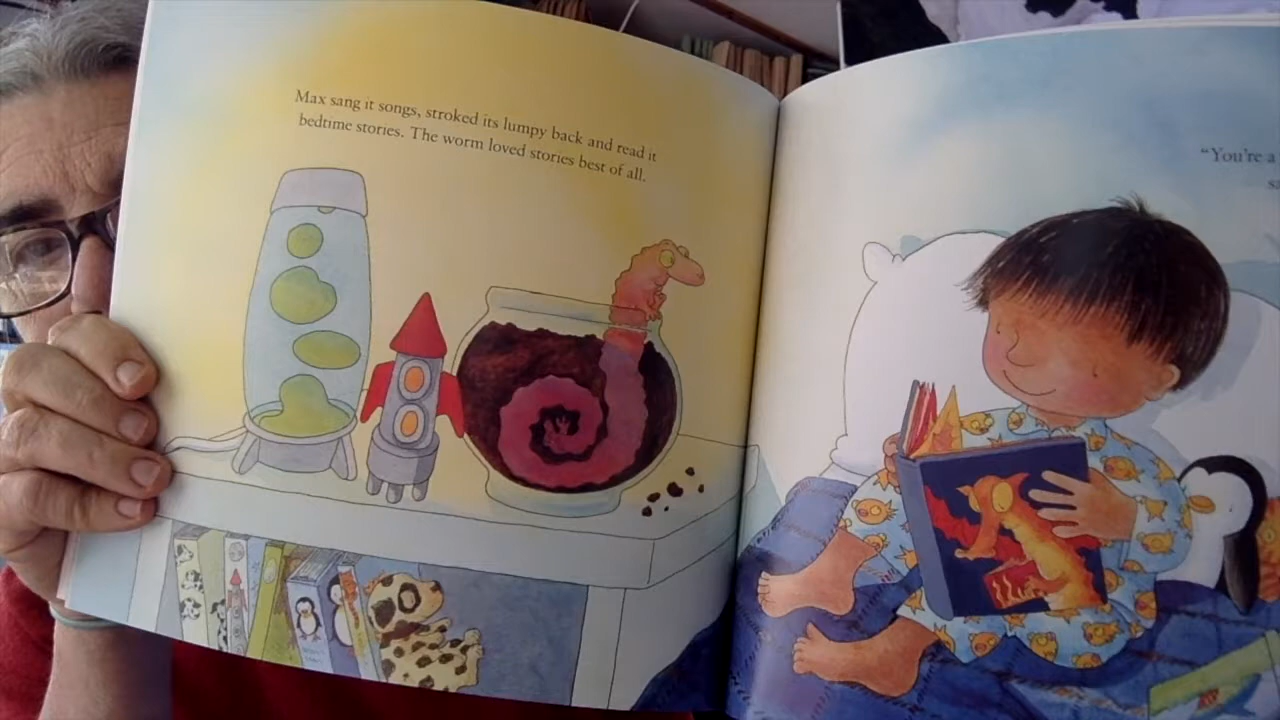 Max sang it songs, stroked its lumpy back and read it
bedtime stories. The worm loved stories best of all.
"You're a